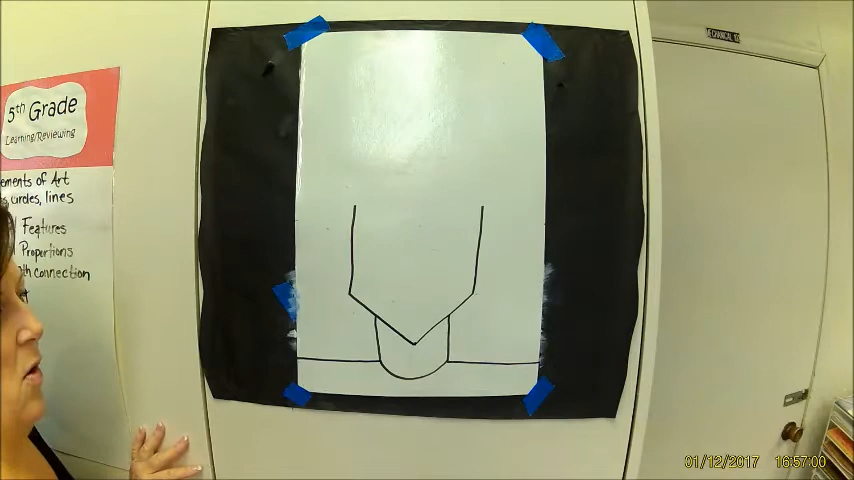 5th Grade
Learning/Reviewing
ements of Art
circles, lines
Features
Proportions
th connection
MECHANICAL
01/12/2017 16:57:00